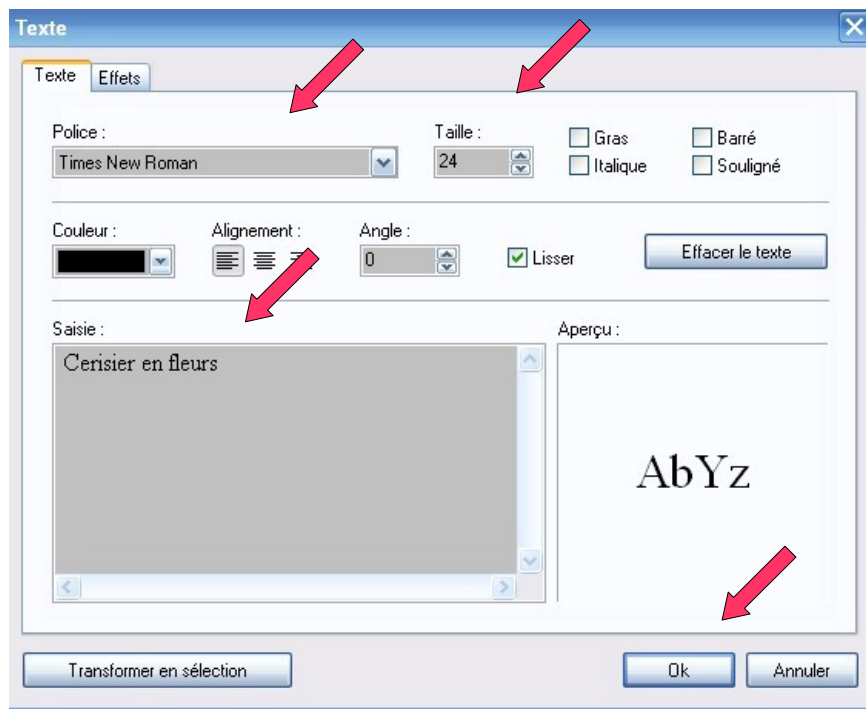 Texte
Texte Effets
Police :
Times New Roman
Taille :
24
Gras
Barré
Italique
Souligné
Couleur :
Alignement :
Angle :
0
Lisser
Effacer le texte
Saisie :
Cerisier en fleurs
Aperçu :
AbYz
Transformer en sélection
Ok
Annuler